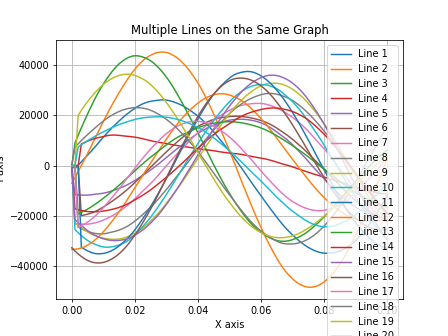 Multiple Lines on the Same Graph
40000
20000
0
−20000
−40000
0.00
0.02
0.04
0.06
X axis
axis
Line 1
Line 2
Line 3
Line 4
Line 5
Line 6
Line 7
Line 8
Line 9
Line 10
Line 11
Line 12
Line 13
Line 14
Line 15
Line 16
Line 17
Line 18
Line 19
Line 20